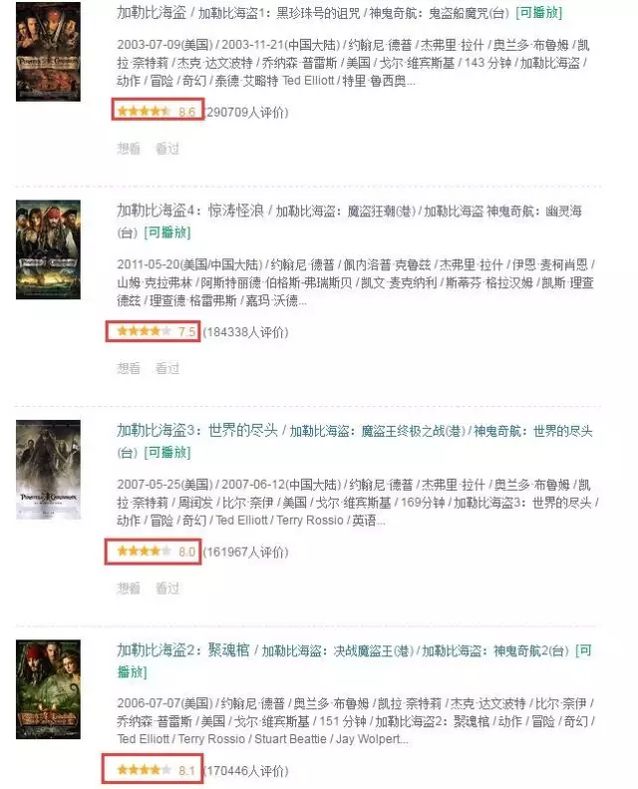 加勒比海盗 / 加勒比海盗1：黑珍珠号的诅咒 / 神鬼奇航：鬼盗船魔咒(台) [可播放]
2003-07-09(美国) / 2003-11-21(中国大陆) / 约翰尼·德普 / 杰弗里·拉什 / 奥兰多·布鲁姆 / 凯
拉·奈特莉 / 杰克·达文波特 / 乔纳森·普雷斯 / 美国 / 戈尔·维宾斯基 / 143 分钟 / 加勒比海盗 /
动作 / 冒险 / 奇幻 / 泰德·艾略特 Ted Elliott / 特里·鲁西奥...
8.6 (290709人评价)
想看 看过
加勒比海盗4：惊涛怪浪 / 加勒比海盗：魔盗狂潮(港) / 加勒比海盗 神鬼奇航：幽灵海
(台) [可播放]
2011-05-20(美国/中国大陆) / 约翰尼·德普 / 佩内洛普·克鲁兹 / 杰弗里·拉什 / 伊恩·麦柯肖恩 /
山姆·克拉弗林 / 阿斯特丽德·伯格斯-弗瑞斯贝 / 凯文·麦克纳利 / 斯蒂芬·格拉汉姆 / 凯斯·理查
德兹 / 理查德·格雷弗斯 / 嘉玛·沃德...
7.5 (184338人评价)
想看 看过
加勒比海盗3：世界的尽头 / 加勒比海盗：魔盗王终极之战(港) / 神鬼奇航：世界的尽头
(台) [可播放]
2007-05-25(美国) / 2007-06-12(中国大陆) / 约翰尼·德普 / 杰弗里·拉什 / 奥兰多·布鲁姆 / 凯
拉·奈特莉 / 周润发 / 比尔·奈伊 / 美国 / 戈尔·维宾斯基 / 169分钟 / 加勒比海盗3：世界的尽头 /
动作 / 冒险 / 奇幻 / Ted Elliott / Terry Rossio / 英语...
8.0 (161967人评价)
想看 看过
加勒比海盗2：聚魂棺 / 加勒比海盗：决战魔盗王(港) / 加勒比海盗：神鬼奇航2(台) [可
播放]
2006-07-07(美国) / 约翰尼·德普 / 奥兰多·布鲁姆 / 凯拉·奈特莉 / 杰克·达文波特 / 比尔·奈伊 /
乔纳森·普雷斯 / 美国 / 戈尔·维宾斯基 / 151 分钟 / 加勒比海盗2：聚魂棺 / 动作 / 冒险 / 奇幻 /
Ted Elliott / Terry Rossio / Stuart Beattie / Jay Wolpert...
8.1 (170446人评价)